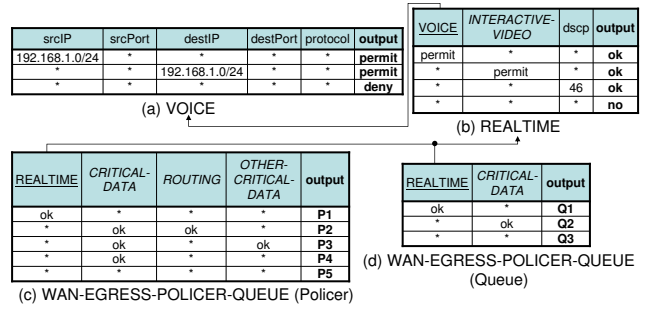 srcIP srcPort destIP destPort protocol output
192.168.1.0/24 * * * * permit
* * 192.168.1.0/24 * * permit
* * * * * deny
(a) VOICE
VOICE INTERACTIVE-VIDEO dscp output
permit * * ok
* permit * ok
* * 46 ok
* * * no
(b) REALTIME
REALTIME CRITICAL-DATA ROUTING OTHER-CRITICAL-DATA output
ok * * * P1
* ok ok * P2
* ok * ok P3
* ok * * P4
* * * * P5
(c) WAN-EGRESS-POLICER-QUEUE (Policer)
REALTIME CRITICAL-DATA output
ok * Q1
* ok Q2
* * Q3
(d) WAN-EGRESS-POLICER-QUEUE
(Queue)